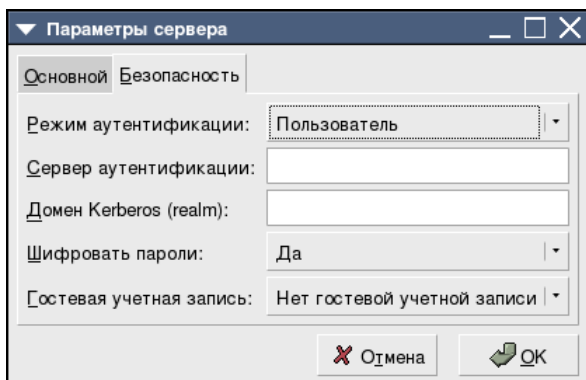 Параметры сервера
Основной Безопасность
Режим аутентификации: Пользователь
Сервер аутентификации:
Домен Kerberos (realm):
Шифровать пароли: Да
Гостевая учетная запись: Нет гостевой учетной записи
Отмена OK